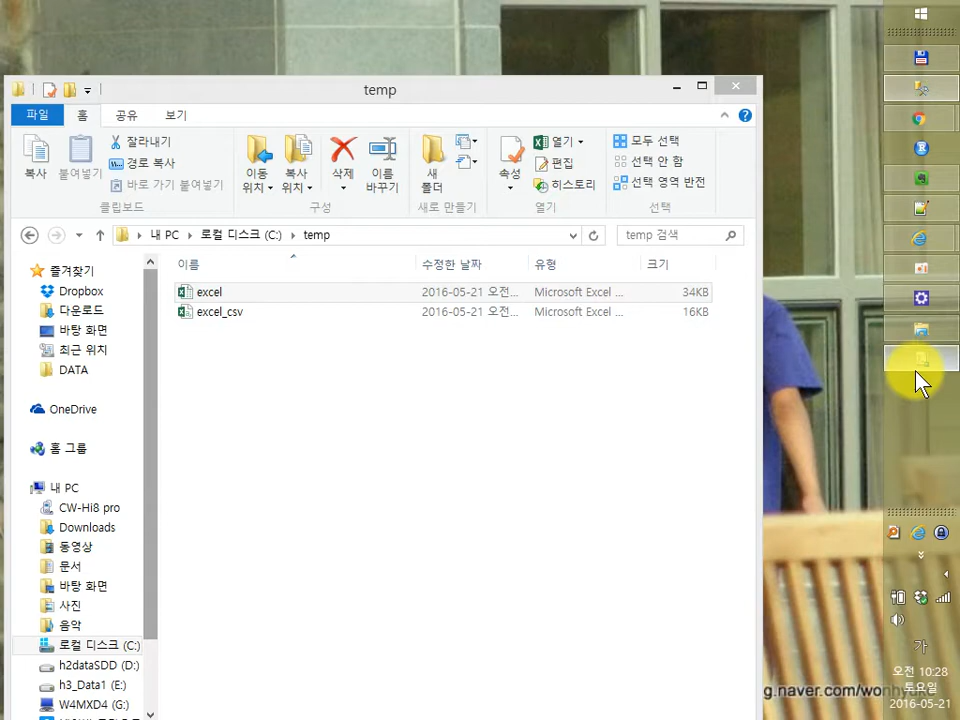 temp
파일 홈 공유 보기
복사
붙여넣기
잘라내기
경로 복사
바로 가기 붙여넣기
클립보드
이동
위치
복사
위치
삭제
이름
바꾸기
구성
새
폴더
새로 만들기
속성
열기
편집
히스토리
열기
모두 선택
선택 안 함
선택 영역 반전
선택
내 PC 로컬 디스크 (C:) temp
temp 검색
이름 수정한 날짜 유형 크기
excel 2016-05-21 오전... Microsoft Excel ... 34KB
excel_csv 2016-05-21 오전... Microsoft Excel ... 16KB
즐겨찾기
Dropbox
다운로드
바탕 화면
최근 위치
DATA
OneDrive
홈 그룹
내 PC
CW-Hi8 pro
Downloads
동영상
문서
바탕 화면
사진
음악
로컬 디스크 (C:)
h2dataSDD (D:)
h3_Data1 (E:)
W4MXD4 (G:)
가
오전 10:28
토요일
2016-05-21